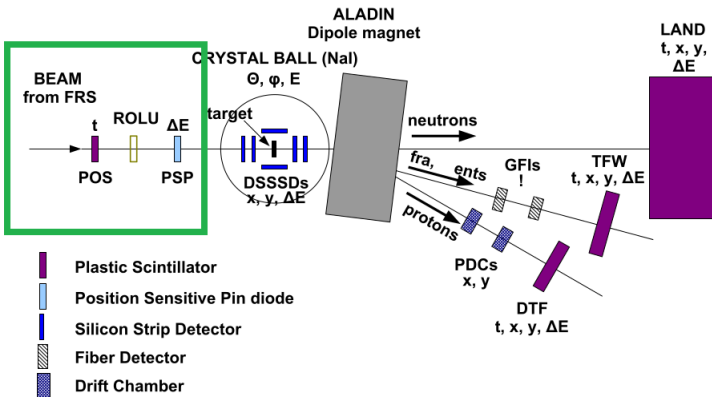 ALADIN
Dipole magnet
LAND
t, x, y,
ΔE
CRYSTAL BALL (NaI)
Θ, φ, E
BEAM
from FRS
t
ROLU
ΔE
target
POS
PSP
DSSSDs
x, y, ΔE
neutrons
fra, ents
GFIs
!
TFW
t, x, y, ΔE
protons
PDCs
x, y
DTF
t, x, y, ΔE
Plastic Scintillator
Position Sensitive Pin diode
Silicon Strip Detector
Fiber Detector
Drift Chamber